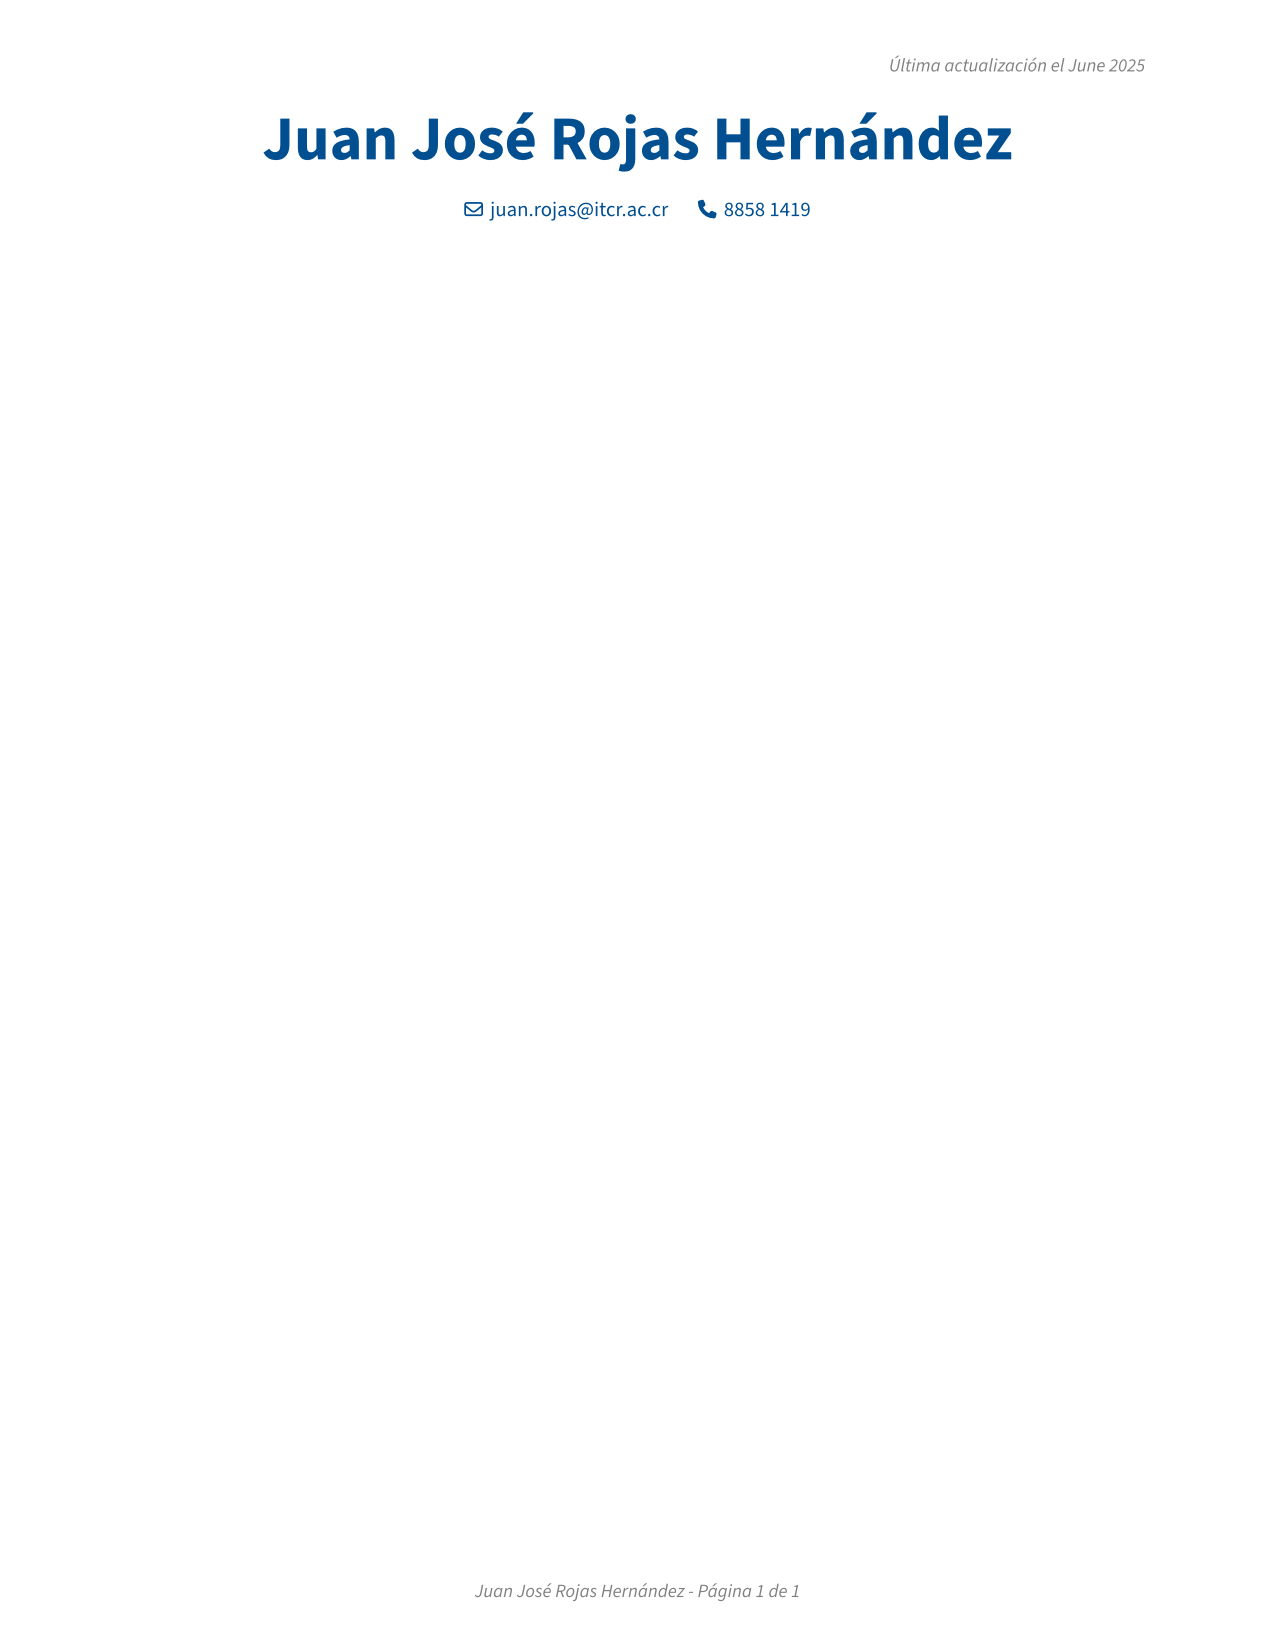 Última actualización el June 2025
Juan José Rojas Hernández
juan.rojas@itcr.ac.cr 8858 1419
Juan José Rojas Hernández - Página 1 de 1